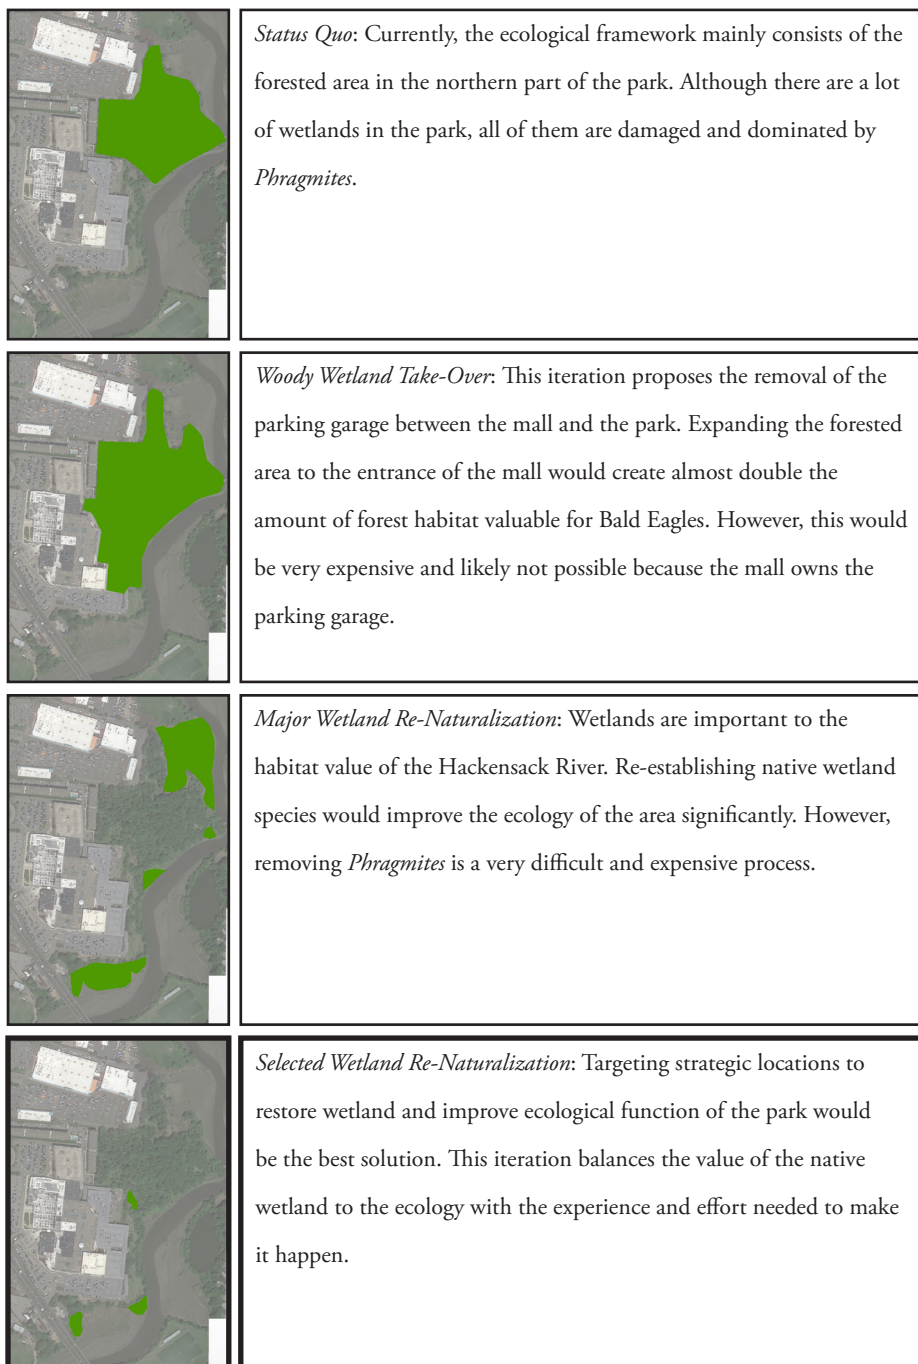 Status Quo: Currently, the ecological framework mainly consists of the
forested area in the northern part of the park. Although there are a lot
of wetlands in the park, all of them are damaged and dominated by
Phragmites.
Woody Wetland Take-Over: This iteration proposes the removal of the
parking garage between the mall and the park. Expanding the forested
area to the entrance of the mall would create almost double the
amount of forest habitat valuable for Bald Eagles. However, this would
be very expensive and likely not possible because the mall owns the
parking garage.
Major Wetland Re-Naturalization: Wetlands are important to the
habitat value of the Hackensack River. Re-establishing native wetland
species would improve the ecology of the area significantly. However,
removing Phragmites is a very difficult and expensive process.
Selected Wetland Re-Naturalization: Targeting strategic locations to
restore wetland and improve ecological function of the park would
be the best solution. This iteration balances the value of the native
wetland to the ecology with the experience and effort needed to make
it happen.